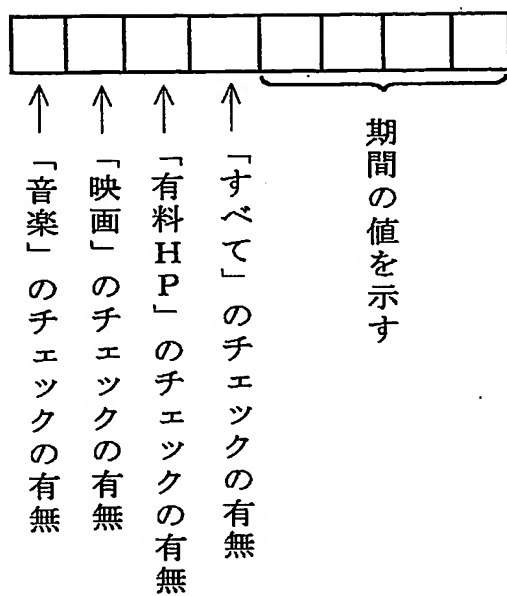 「音楽」のチェックの有無
「映画」のチェックの有無
「有料HP」のチェックの有無
「すべて」のチェックの有無
期間の値を示す